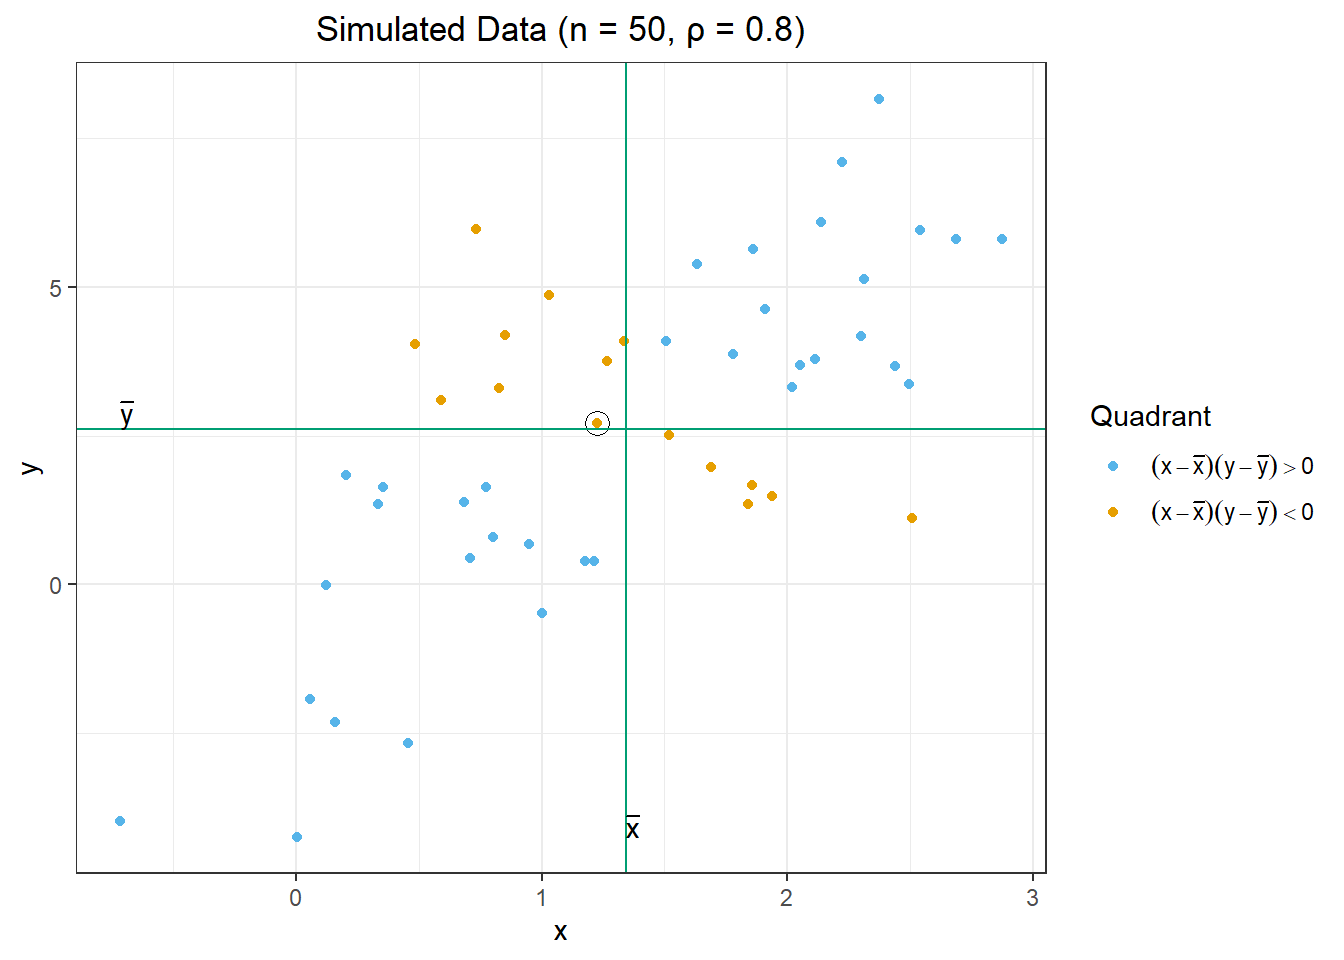 Simulated Data (n = 50, ρ = 0.8)
5
0
y
y̅
x̅
0 1 2 3
x
Quadrant
(x − x̅)(y − y̅) > 0
(x − x̅)(y − y̅) < 0